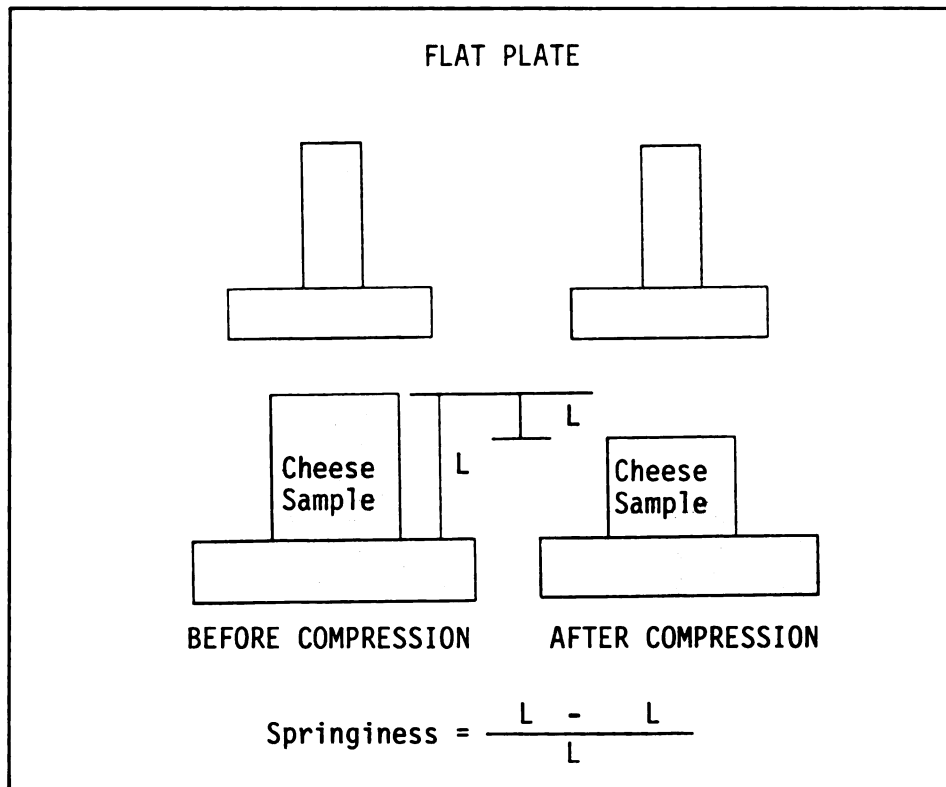 FLAT PLATE
L
L
Cheese
Sample
Cheese
Sample
BEFORE COMPRESSION
AFTER COMPRESSION
Springiness = L - L
L